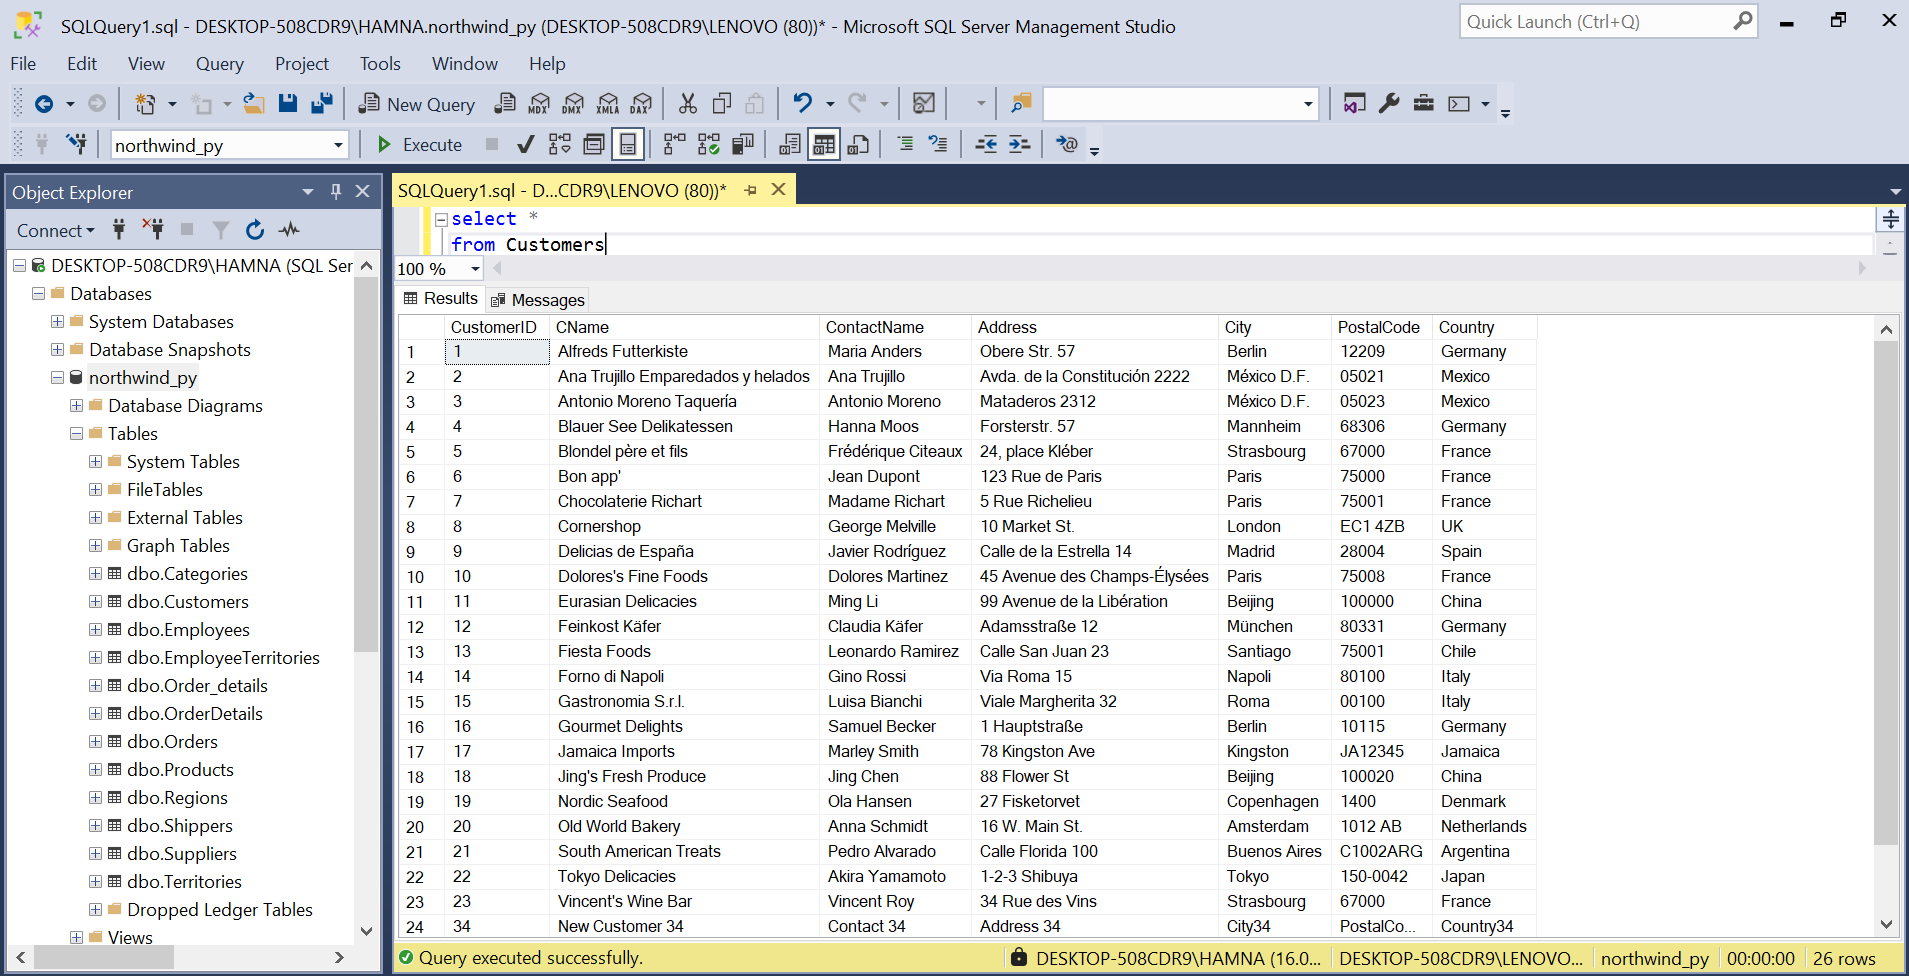 SQLQuery1.sql - DESKTOP-508CDR9\HAMNA.northwind_py (DESKTOP-508CDR9\LENOVO (80))* - Microsoft SQL Server Management Studio
Quick Launch (Ctrl+Q)
File Edit View Query Project Tools Window Help
New Query MDX DMX XMLA DAX
northwind_py Execute
Object Explorer
Connect
DESKTOP-508CDR9\HAMNA (SQL Ser
Databases
System Databases
Database Snapshots
northwind_py
Database Diagrams
Tables
System Tables
FileTables
External Tables
Graph Tables
dbo.Categories
dbo.Customers
dbo.Employees
dbo.EmployeeTerritories
dbo.Order_details
dbo.OrderDetails
dbo.Orders
dbo.Products
dbo.Regions
dbo.Shippers
dbo.Suppliers
dbo.Territories
Dropped Ledger Tables
Views
SQLQuery1.sql - D...CDR9\LENOVO (80))*
select *
from Customers
100 %
Results Messages
CustomerID CName ContactName Address City PostalCode Country
1 1 Alfreds Futterkiste Maria Anders Obere Str. 57 Berlin 12209 Germany
2 2 Ana Trujillo Emparedados y helados Ana Trujillo Avda. de la Constitución 2222 México D.F. 05021 Mexico
3 3 Antonio Moreno Taquería Antonio Moreno Mataderos 2312 México D.F. 05023 Mexico
4 4 Blauer See Delikatessen Hanna Moos Forsterstr. 57 Mannheim 68306 Germany
5 5 Blondel père et fils Frédérique Citeaux 24, place Kléber Strasbourg 67000 France
6 6 Bon app' Jean Dupont 123 Rue de Paris Paris 75000 France
7 7 Chocolaterie Richart Madame Richart 5 Rue Richelieu Paris 75001 France
8 8 Cornershop George Melville 10 Market St. London EC1 4ZB UK
9 9 Delicias de España Javier Rodríguez Calle de la Estrella 14 Madrid 28004 Spain
10 10 Dolores's Fine Foods Dolores Martinez 45 Avenue des Champs-Élysées Paris 75008 France
11 11 Eurasian Delicacies Ming Li 99 Avenue de la Libération Beijing 100000 China
12 12 Feinkost Käfer Claudia Käfer Adamsstraße 12 München 80331 Germany
13 13 Fiesta Foods Leonardo Ramirez Calle San Juan 23 Santiago 75001 Chile
14 14 Forno di Napoli Gino Rossi Via Roma 15 Napoli 80100 Italy
15 15 Gastronomia S.r.l. Luisa Bianchi Viale Margherita 32 Roma 00100 Italy
16 16 Gourmet Delights Samuel Becker 1 Hauptstraße Berlin 10115 Germany
17 17 Jamaica Imports Marley Smith 78 Kingston Ave Kingston JA12345 Jamaica
18 18 Jing's Fresh Produce Jing Chen 88 Flower St Beijing 100020 China
19 19 Nordic Seafood Ola Hansen 27 Fisketorvet Copenhagen 1400 Denmark
20 20 Old World Bakery Anna Schmidt 16 W. Main St. Amsterdam 1012 AB Netherlands
21 21 South American Treats Pedro Alvarado Calle Florida 100 Buenos Aires C1002ARG Argentina
22 22 Tokyo Delicacies Akira Yamamoto 1-2-3 Shibuya Tokyo 150-0042 Japan
23 23 Vincent's Wine Bar Vincent Roy 34 Rue des Vins Strasbourg 67000 France
24 34 New Customer 34 Contact 34 Address 34 City34 PostalCo... Country34
Query executed successfully. DESKTOP-508CDR9\HAMNA (16.0... DESKTOP-508CDR9\LENOVO... northwind_py 00:00:00 26 rows